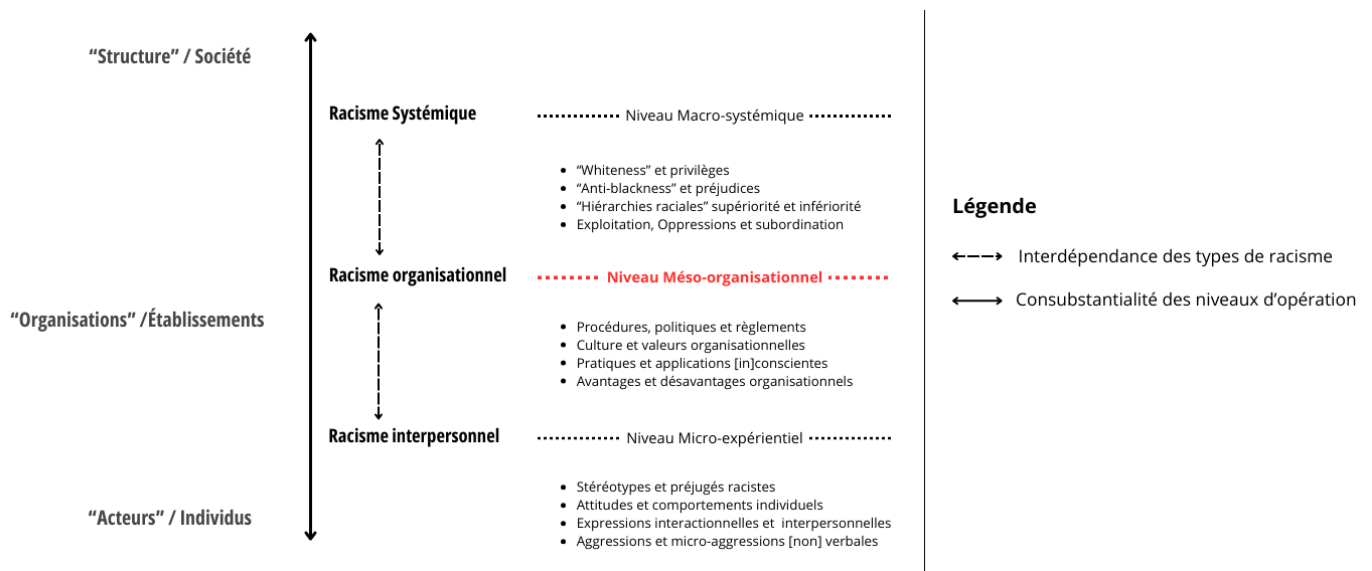 “Structure” / Société
Racisme Systémique
Niveau Macro-systémique
“Whiteness” et privilèges
“Anti-blackness” et préjudices
“Hiérarchies raciales” supériorité et infériorité
Exploitation, Oppressions et subordination
Légende
Interdépendance des types de racisme
Consubstantialité des niveaux d’opération
Racisme organisationnel
Niveau Méso-organisationnel
“Organisations” /Établissements
Procédures, politiques et règlements
Culture et valeurs organisationnelles
Pratiques et applications [in]conscientes
Avantages et désavantages organisationnels
Racisme interpersonnel
Niveau Micro-expérientiel
“Acteurs” / Individus
Stéréotypes et préjugés racistes
Attitudes et comportements individuels
Expressions interactionnelles et interpersonnelles
Aggressions et micro-aggressions [non] verbales